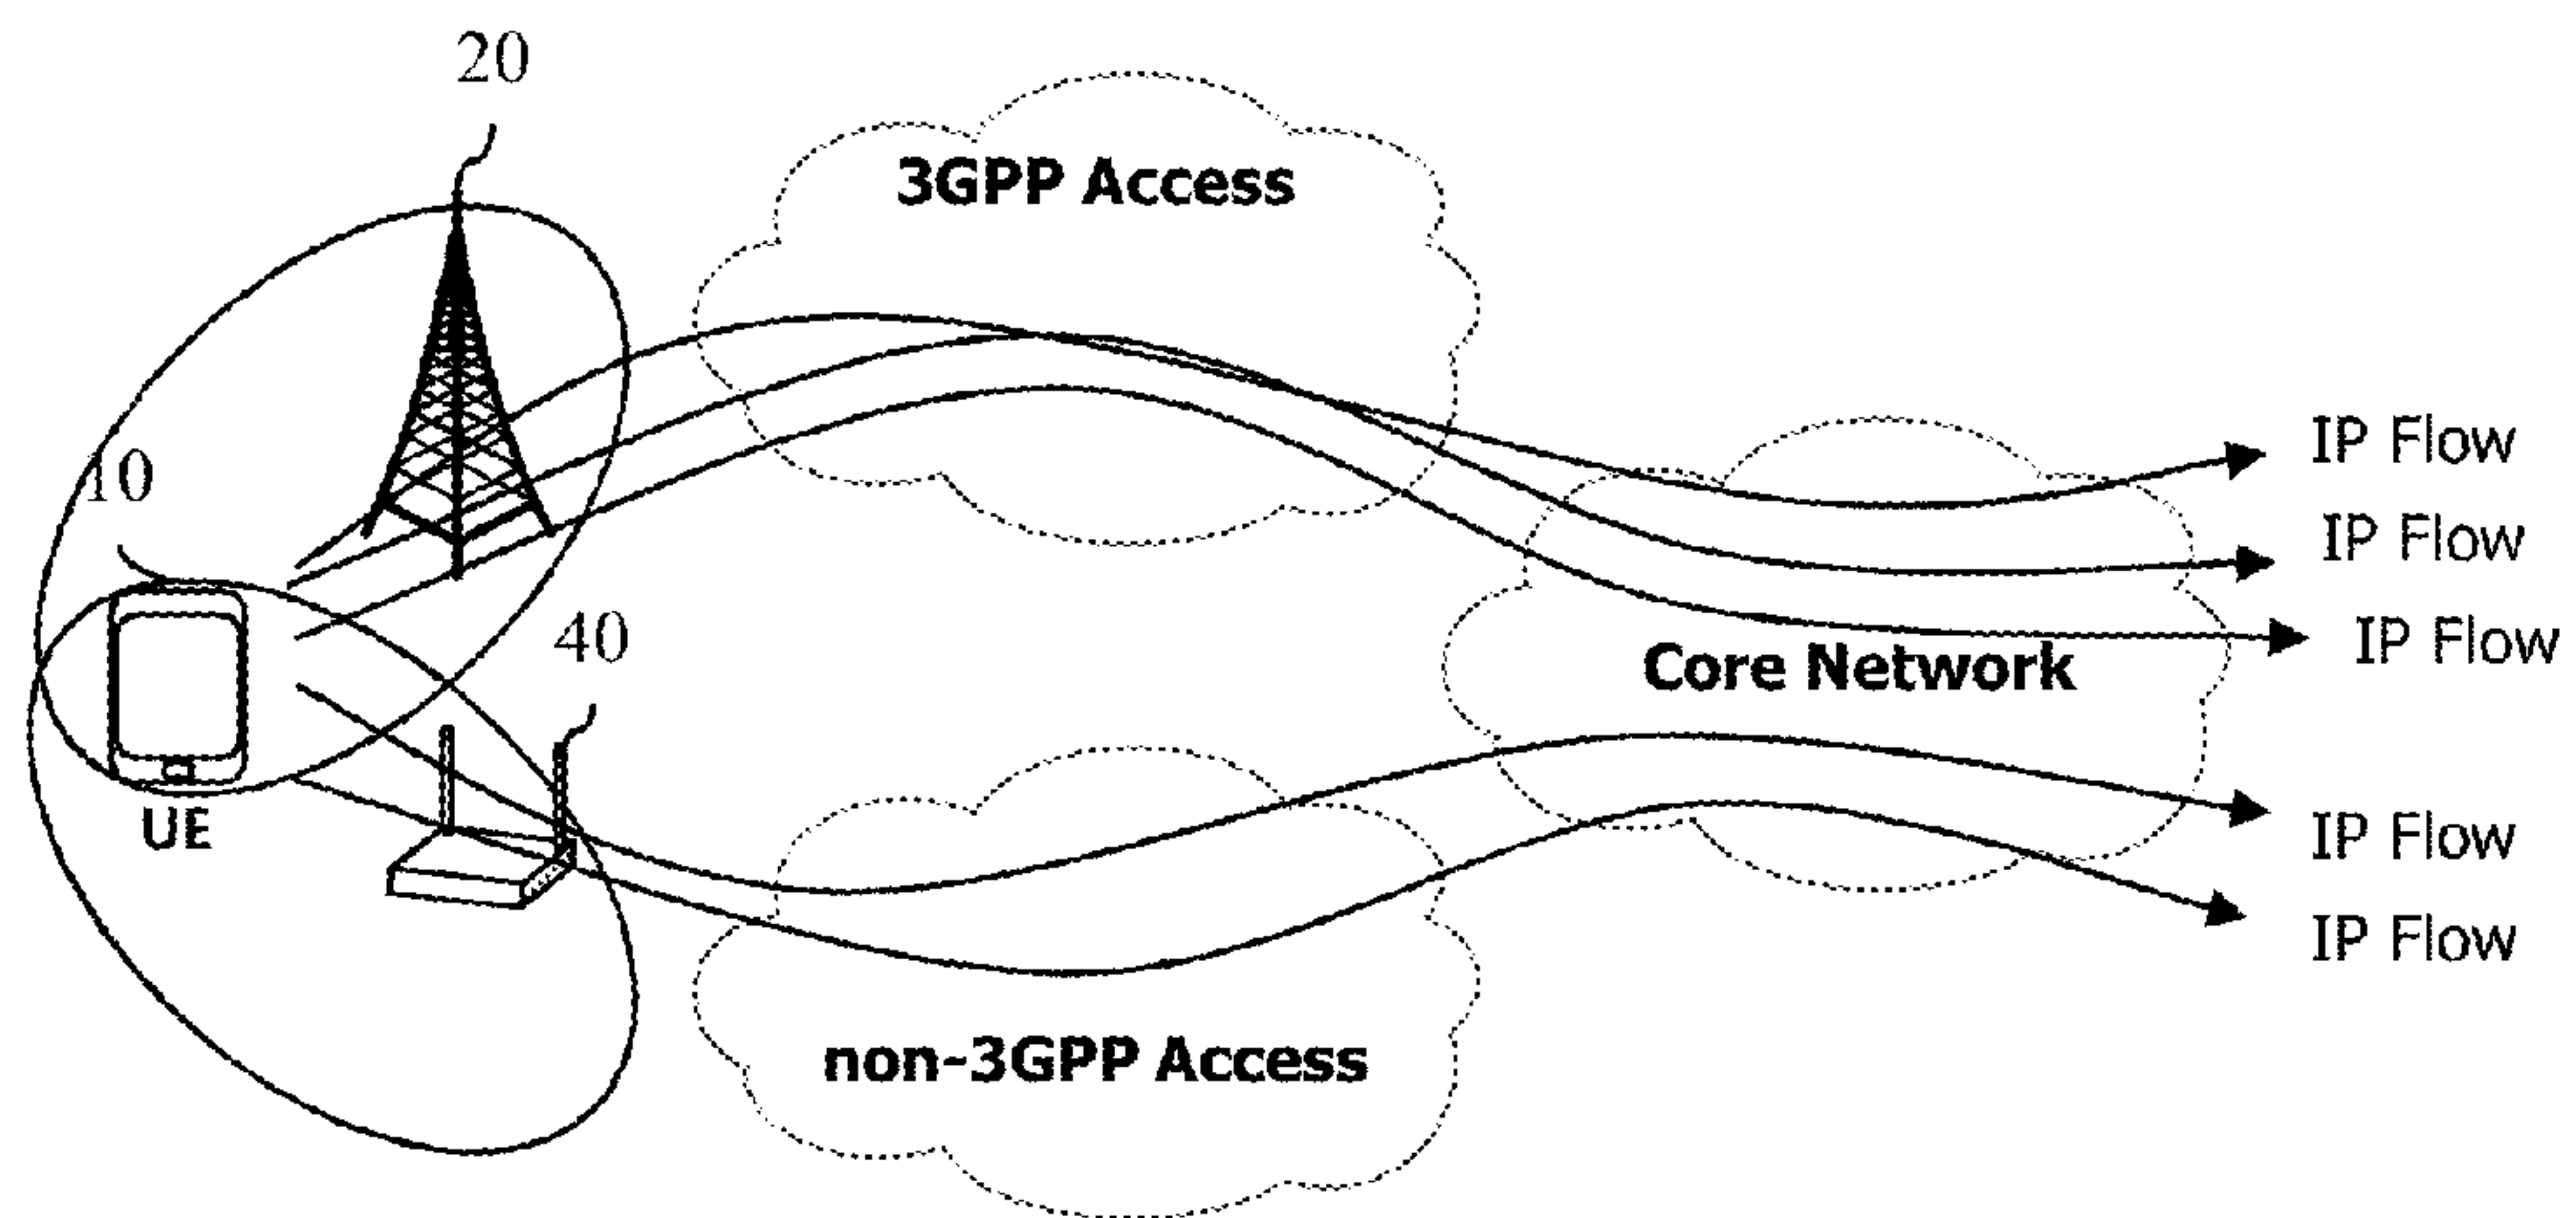 20
3GPP Access
10
IP Flow
IP Flow
40
IP Flow
Core Network
UE
IP Flow
IP Flow
non-3GPP Access